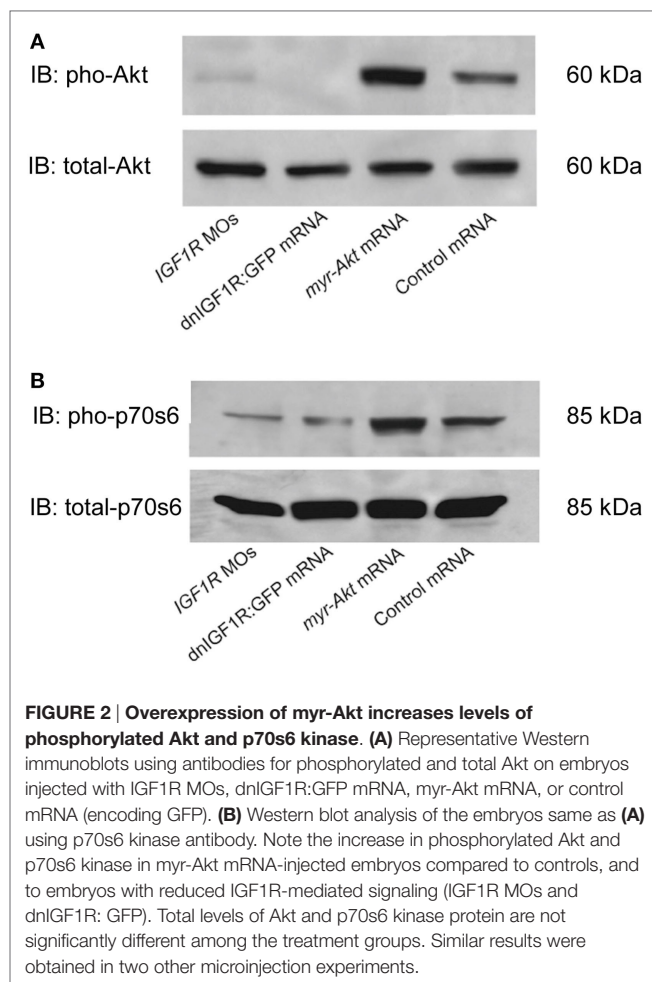 A
IB: pho-Akt 60 kDa
IB: total-Akt 60 kDa
IGF1R MOs dnIGF1R:GFP mRNA myr-Akt mRNA Control mRNA
B
IB: pho-p70s6 85 kDa
IB: total-p70s6 85 kDa
IGF1R MOs dnIGF1R:GFP mRNA myr-Akt mRNA Control mRNA
FIGURE 2 | Overexpression of myr-Akt increases levels of
phosphorylated Akt and p70s6 kinase. (A) Representative Western
immunoblots using antibodies for phosphorylated and total Akt on embryos
injected with IGF1R MOs, dnIGF1R:GFP mRNA, myr-Akt mRNA, or control
mRNA (encoding GFP). (B) Western blot analysis of the embryos same as (A)
using p70s6 kinase antibody. Note the increase in phosphorylated Akt and
p70s6 kinase in myr-Akt mRNA-injected embryos compared to controls, and
to embryos with reduced IGF1R-mediated signaling (IGF1R MOs and
dnIGF1R: GFP). Total levels of Akt and p70s6 kinase protein are not
significantly different among the treatment groups. Similar results were
obtained in two other microinjection experiments.